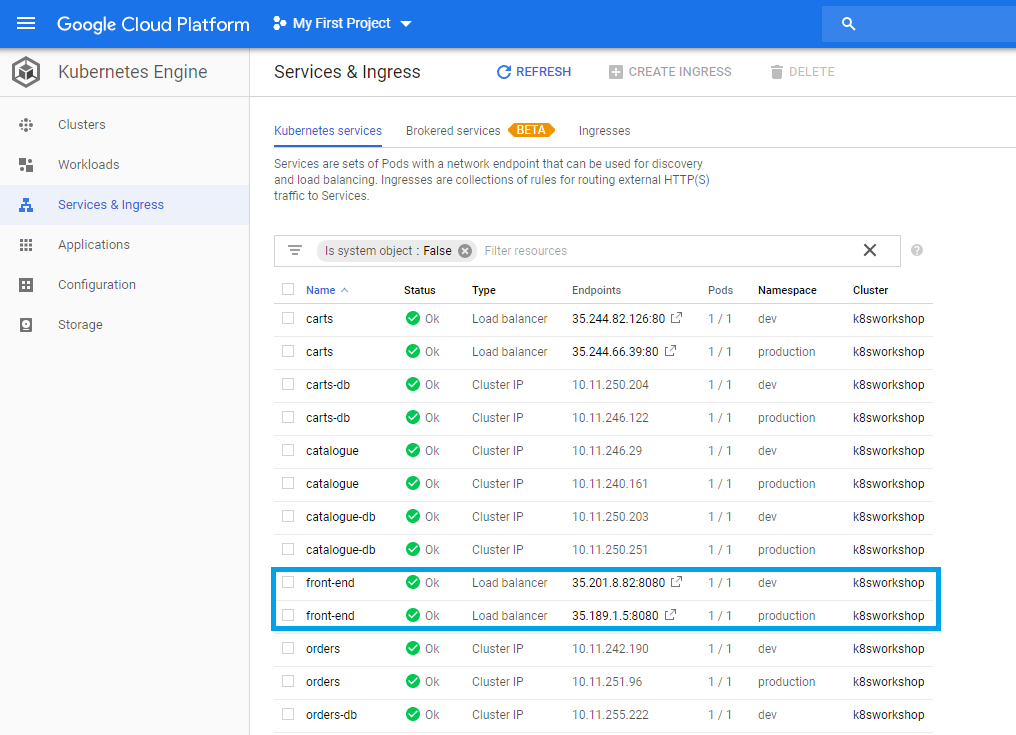 Google Cloud Platform My First Project
Kubernetes Engine Services & Ingress REFRESH CREATE INGRESS DELETE
Clusters
Workloads
Services & Ingress
Applications
Configuration
Storage
Kubernetes services Brokered services BETA Ingresses
Services are sets of Pods with a network endpoint that can be used for discovery
and load balancing. Ingresses are collections of rules for routing external HTTP(S)
traffic to Services.
Is system object : False Filter resources
Name Status Type Endpoints Pods Namespace Cluster
carts Ok Load balancer 35.244.82.126:80 1 / 1 dev k8sworkshop
carts Ok Load balancer 35.244.66.39:80 1 / 1 production k8sworkshop
carts-db Ok Cluster IP 10.11.250.204 1 / 1 dev k8sworkshop
carts-db Ok Cluster IP 10.11.246.122 1 / 1 production k8sworkshop
catalogue Ok Cluster IP 10.11.246.29 1 / 1 dev k8sworkshop
catalogue Ok Cluster IP 10.11.240.161 1 / 1 production k8sworkshop
catalogue-db Ok Cluster IP 10.11.250.203 1 / 1 dev k8sworkshop
catalogue-db Ok Cluster IP 10.11.250.251 1 / 1 production k8sworkshop
front-end Ok Load balancer 35.201.8.82:8080 1 / 1 dev k8sworkshop
front-end Ok Load balancer 35.189.1.5:8080 1 / 1 production k8sworkshop
orders Ok Cluster IP 10.11.242.190 1 / 1 dev k8sworkshop
orders Ok Cluster IP 10.11.251.96 1 / 1 production k8sworkshop
orders-db Ok Cluster IP 10.11.255.222 1 / 1 dev k8sworkshop